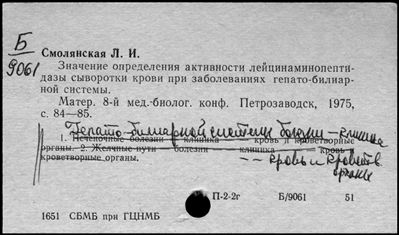 Б
9061
Смолянская Л. И.
Значение определения активности лейцинаминопепти-
дазы сыворотки крови при заболеваниях гепато-билиар-
ной системы.
Матер. 8-й мед.-биолог. конф. Петрозаводск, 1975,
с. 84—85.
Гепато-билиарной системы болезни — клиника
1. Печеночные болезни клиника кровь и кроветворные
органы. 2. Желчные пути болезни клиника кровь и
кроветворные органы.
-- кровь и кроветв.
органы
П-2-2г Б/9061 51
1651 СБМБ при ГЦНМБ